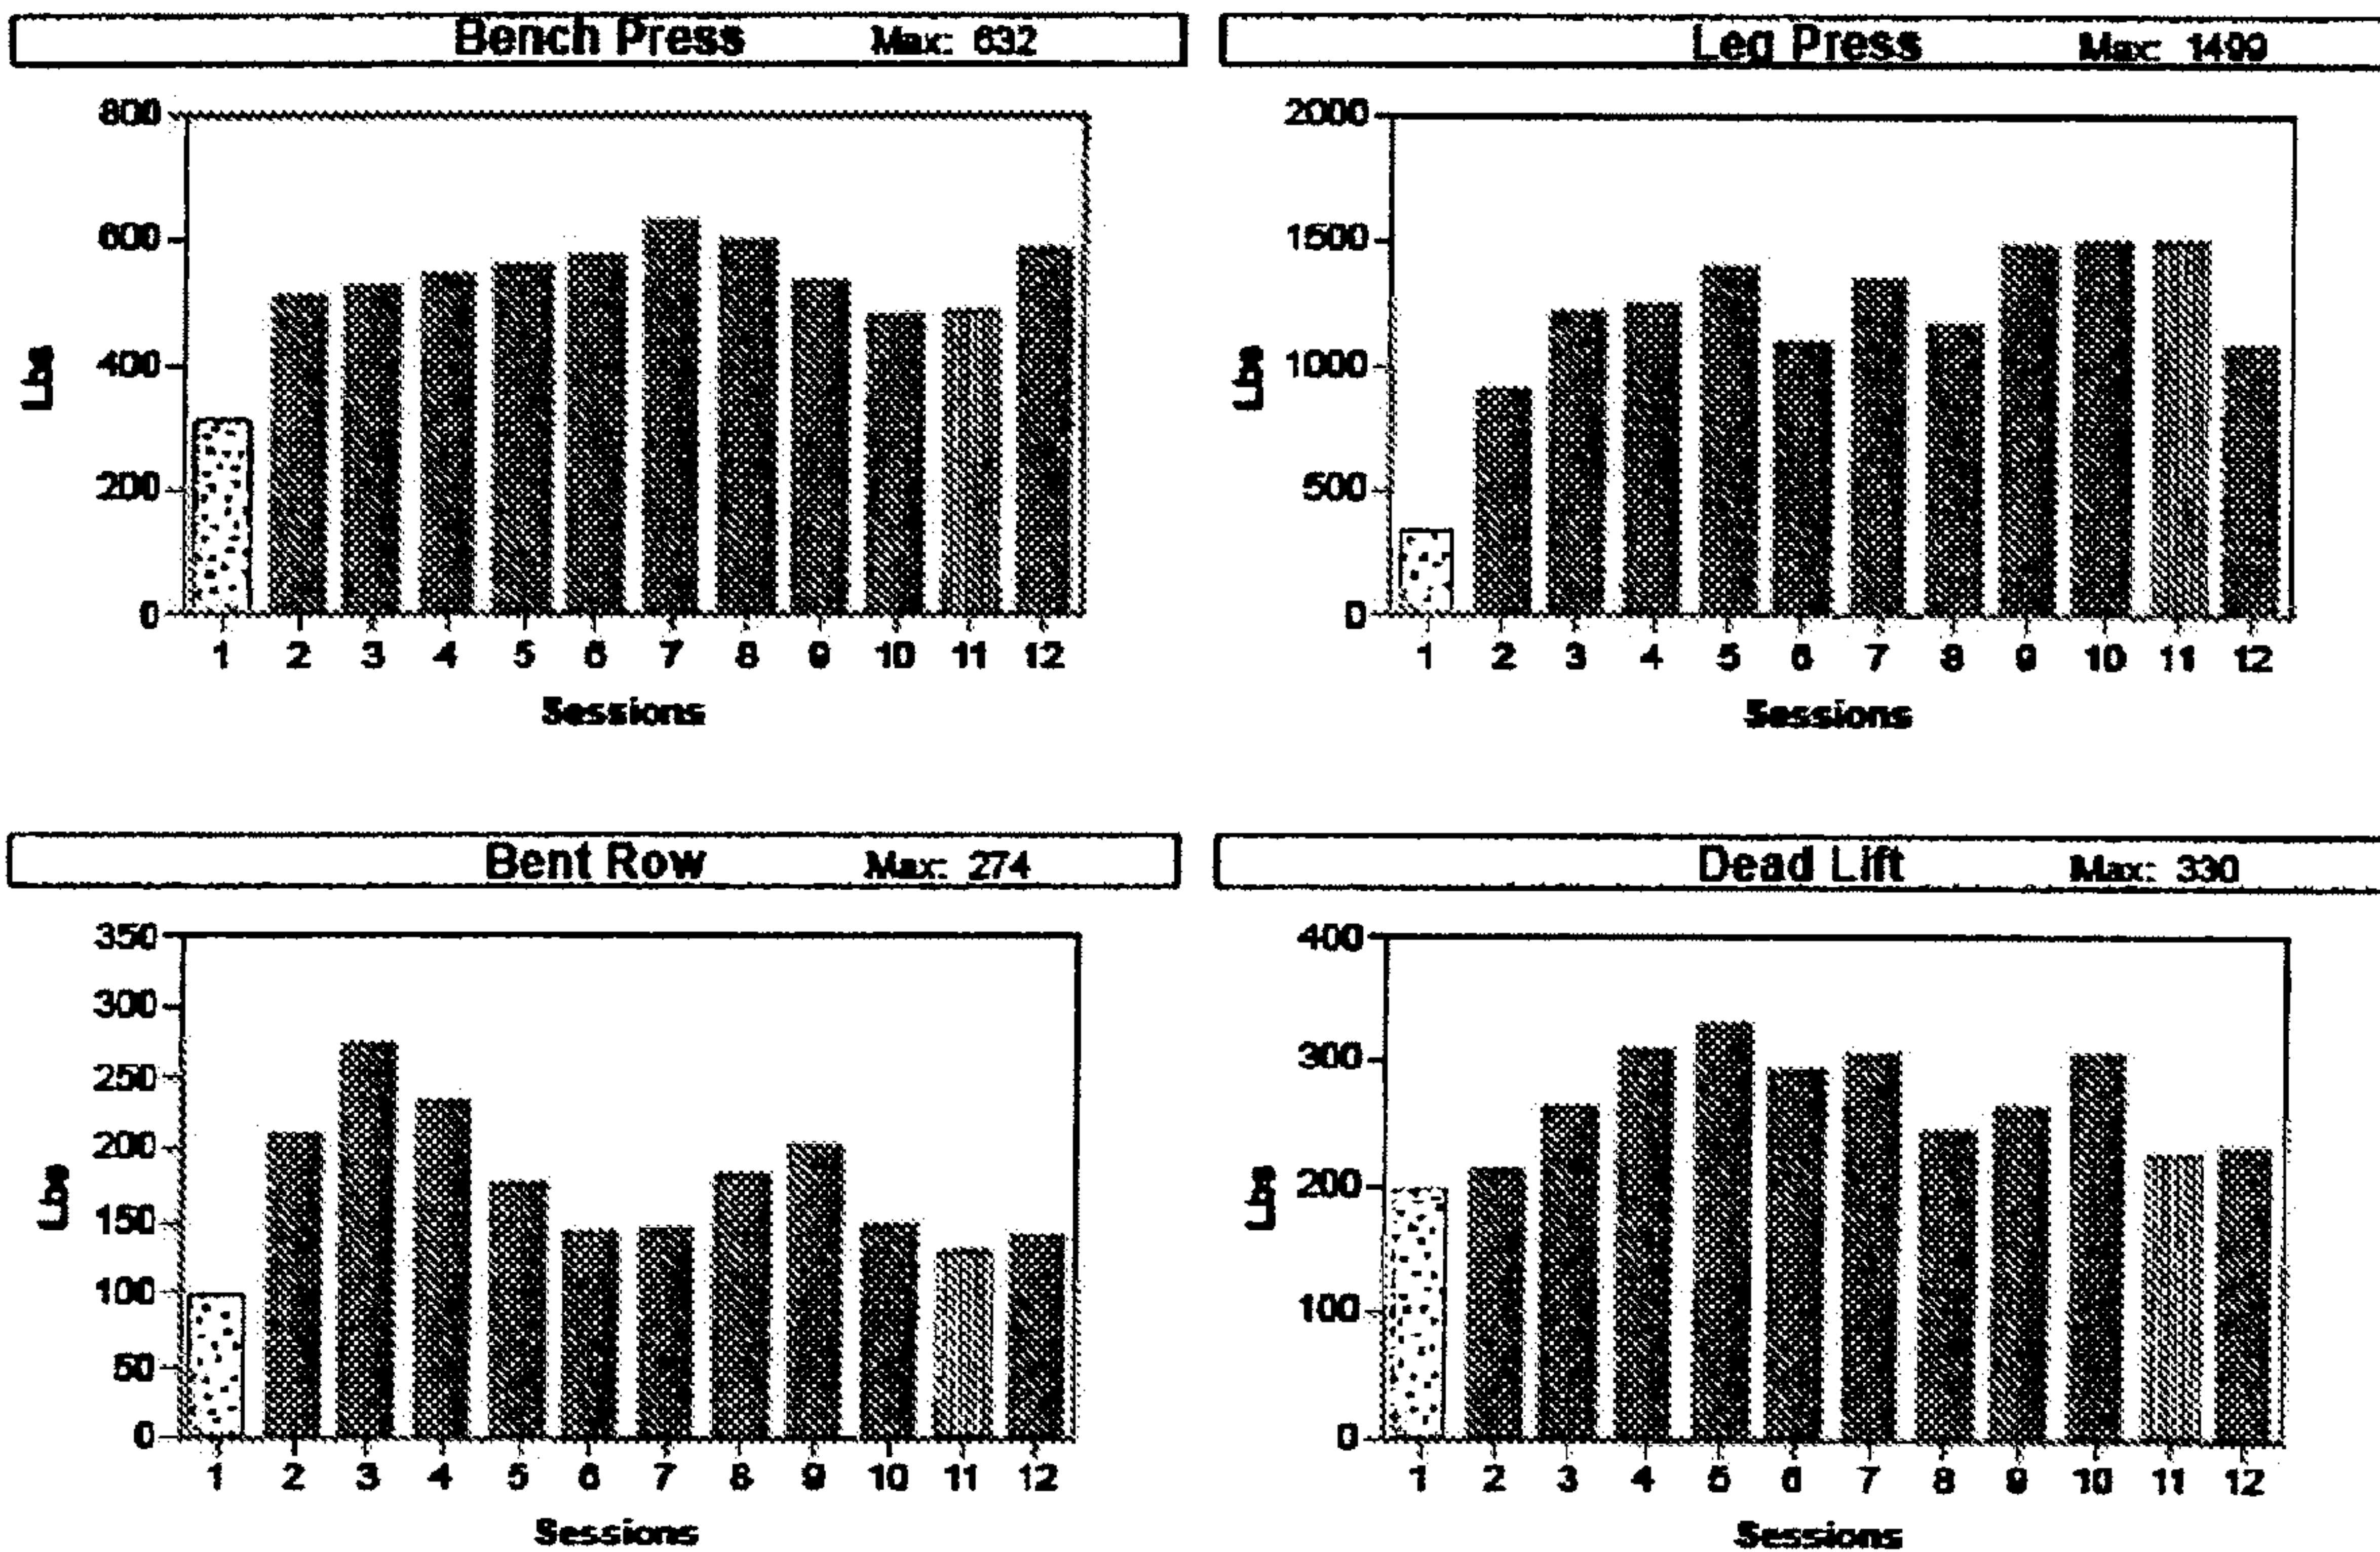 Bench Press Max: 632
800
600
400
200
0
Lbs
1 2 3 4 5 6 7 8 9 10 11 12
Sessions
Leg Press Max: 1499
2000
1500
1000
500
0
Lbs
1 2 3 4 5 6 7 8 9 10 11 12
Sessions
Bent Row Max: 274
350
300
250
200
150
100
50
0
Lbs
1 2 3 4 5 6 7 8 9 10 11 12
Sessions
Dead Lift Max: 330
400
300
200
100
0
Lbs
1 2 3 4 5 6 7 8 9 10 11 12
Sessions